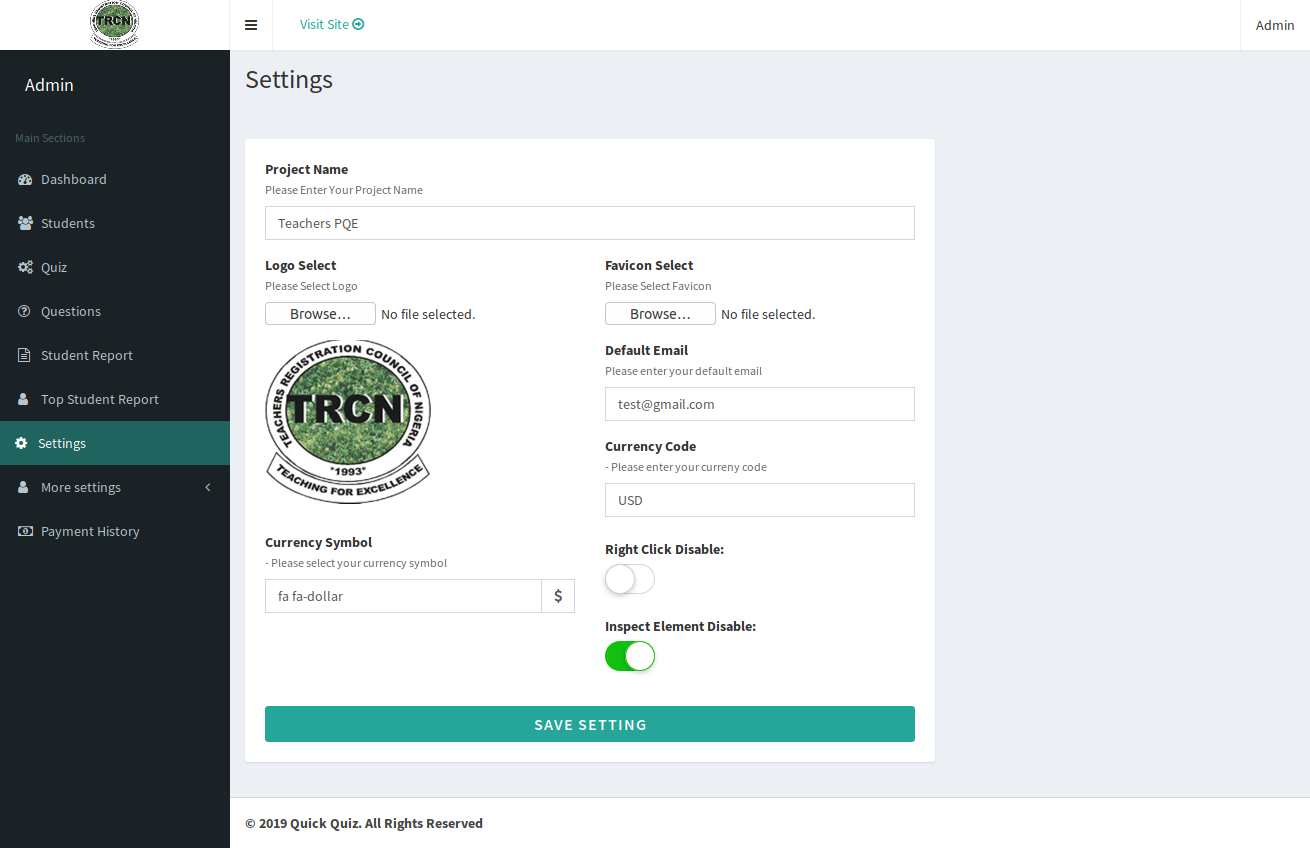 TRCN
Visit Site
Admin
Admin
Settings
Main Sections
Dashboard
Students
Quiz
Questions
Student Report
Top Student Report
Settings
More settings
Payment History
Project Name
Please Enter Your Project Name
Teachers PQE
Logo Select
Please Select Logo
Browse... No file selected.
TEACHERS REGISTRATION COUNCIL OF NIGERIA
TRCN
"1993"
TEACHING FOR EXCELLENCE
Currency Symbol
- Please select your currency symbol
fa fa-dollar $
Favicon Select
Please Select Favicon
Browse... No file selected.
Default Email
Please enter your default email
test@gmail.com
Currency Code
- Please enter your curreny code
USD
Right Click Disable:
Inspect Element Disable:
SAVE SETTING
© 2019 Quick Quiz. All Rights Reserved